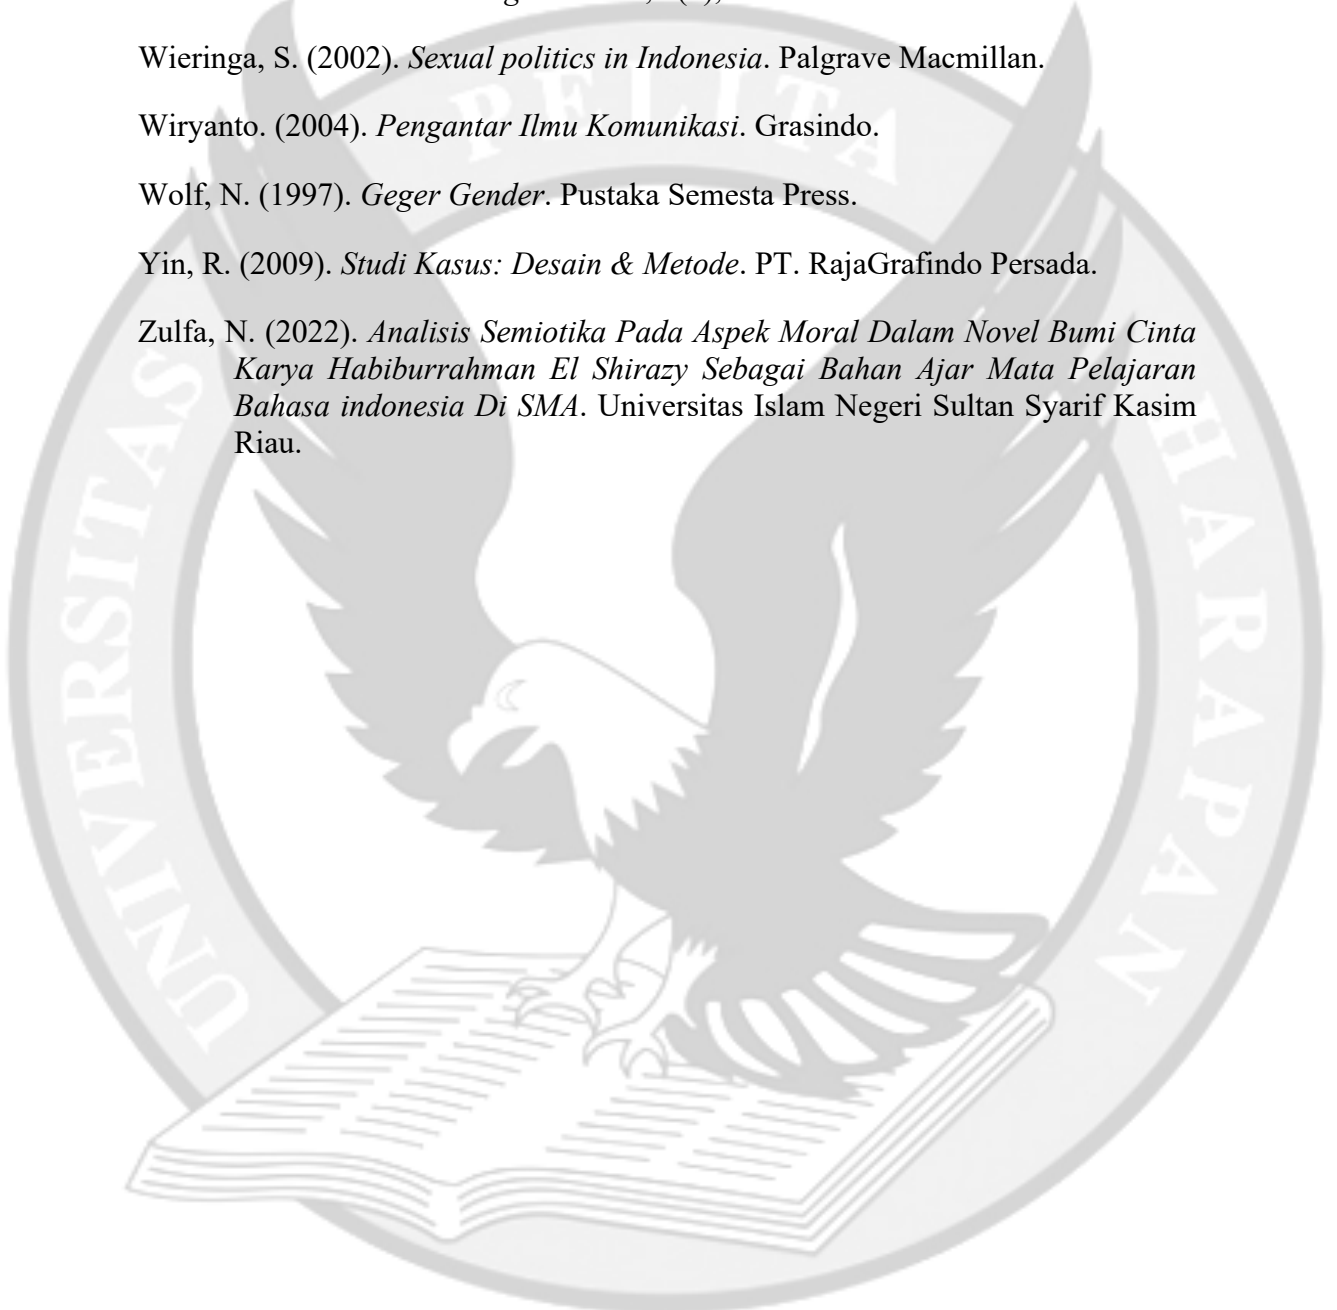 Wieringa, S. (2002). Sexual politics in Indonesia. Palgrave Macmillan.
Wiryanto. (2004). Pengantar Ilmu Komunikasi. Grasindo.
Wolf, N. (1997). Geger Gender. Pustaka Semesta Press.
Yin, R. (2009). Studi Kasus: Desain & Metode. PT. RajaGrafindo Persada.
Zulfa, N. (2022). Analisis Semiotika Pada Aspek Moral Dalam Novel Bumi Cinta
Karya Habiburrahman El Shirazy Sebagai Bahan Ajar Mata Pelajaran
Bahasa indonesia Di SMA. Universitas Islam Negeri Sultan Syarif Kasim
Riau.
UNIVERSITAS PELITA HARAPAN